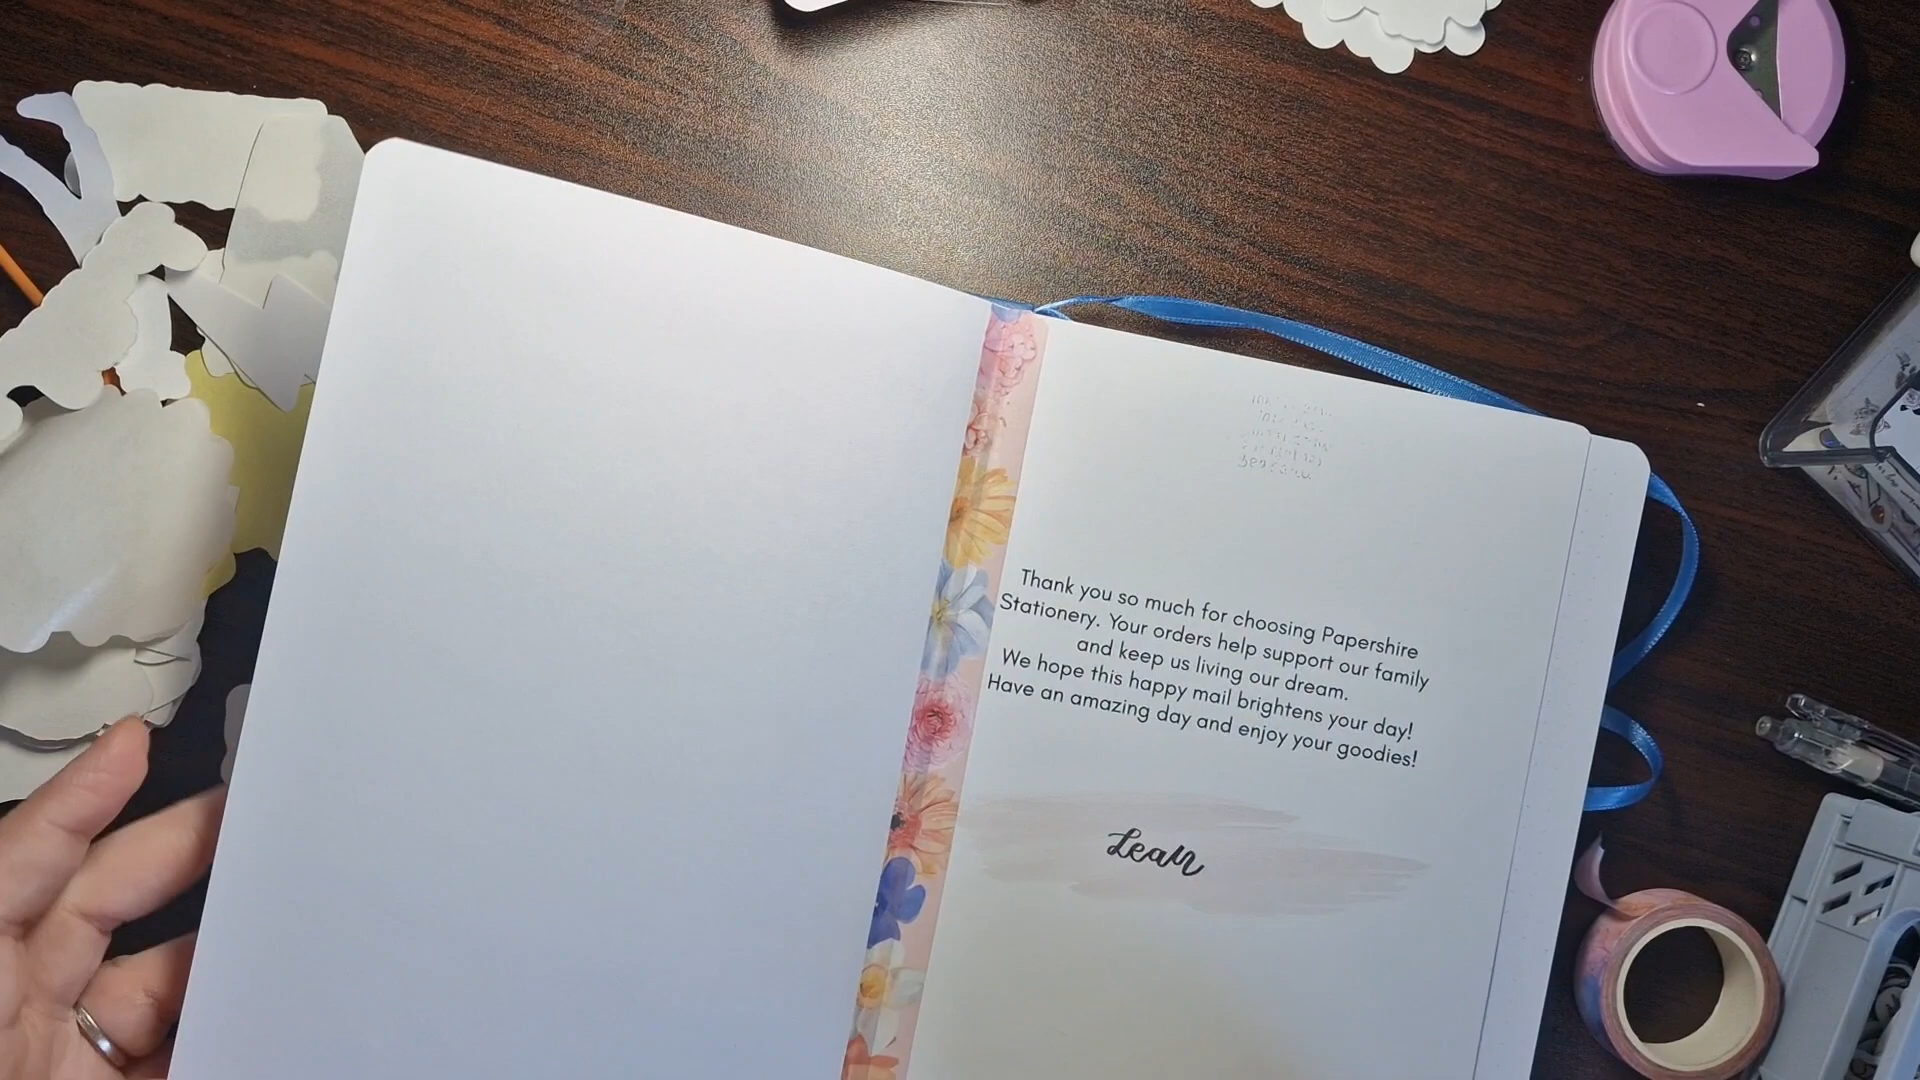 Thank you so much for choosing Papershire
Stationery. Your orders help support our family
and keep us living our dream.
We hope this happy mail brightens your day!
Have an amazing day and enjoy your goodies!
Lean